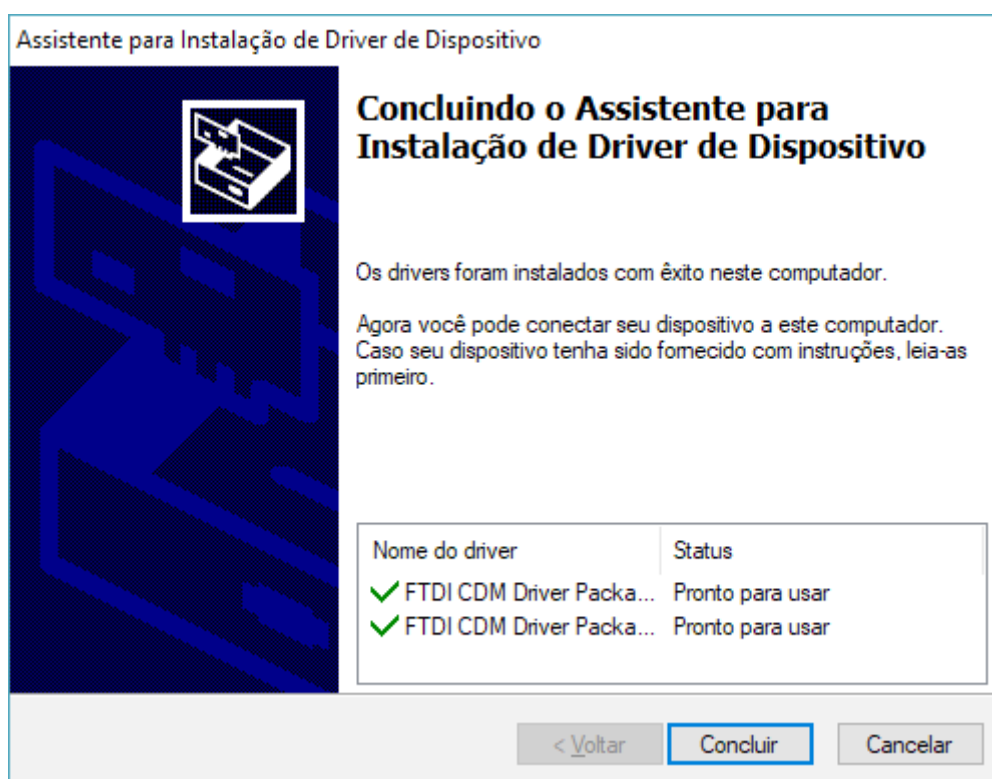 Assistente para Instalação de Driver de Dispositivo
Concluindo o Assistente para
Instalação de Driver de Dispositivo
Os drivers foram instalados com êxito neste computador.
Agora você pode conectar seu dispositivo a este computador.
Caso seu dispositivo tenha sido fornecido com instruções, leia-as
primeiro.
Nome do driver Status
FTDI CDM Driver Packa... Pronto para usar
FTDI CDM Driver Packa... Pronto para usar
< Voltar Concluir Cancelar